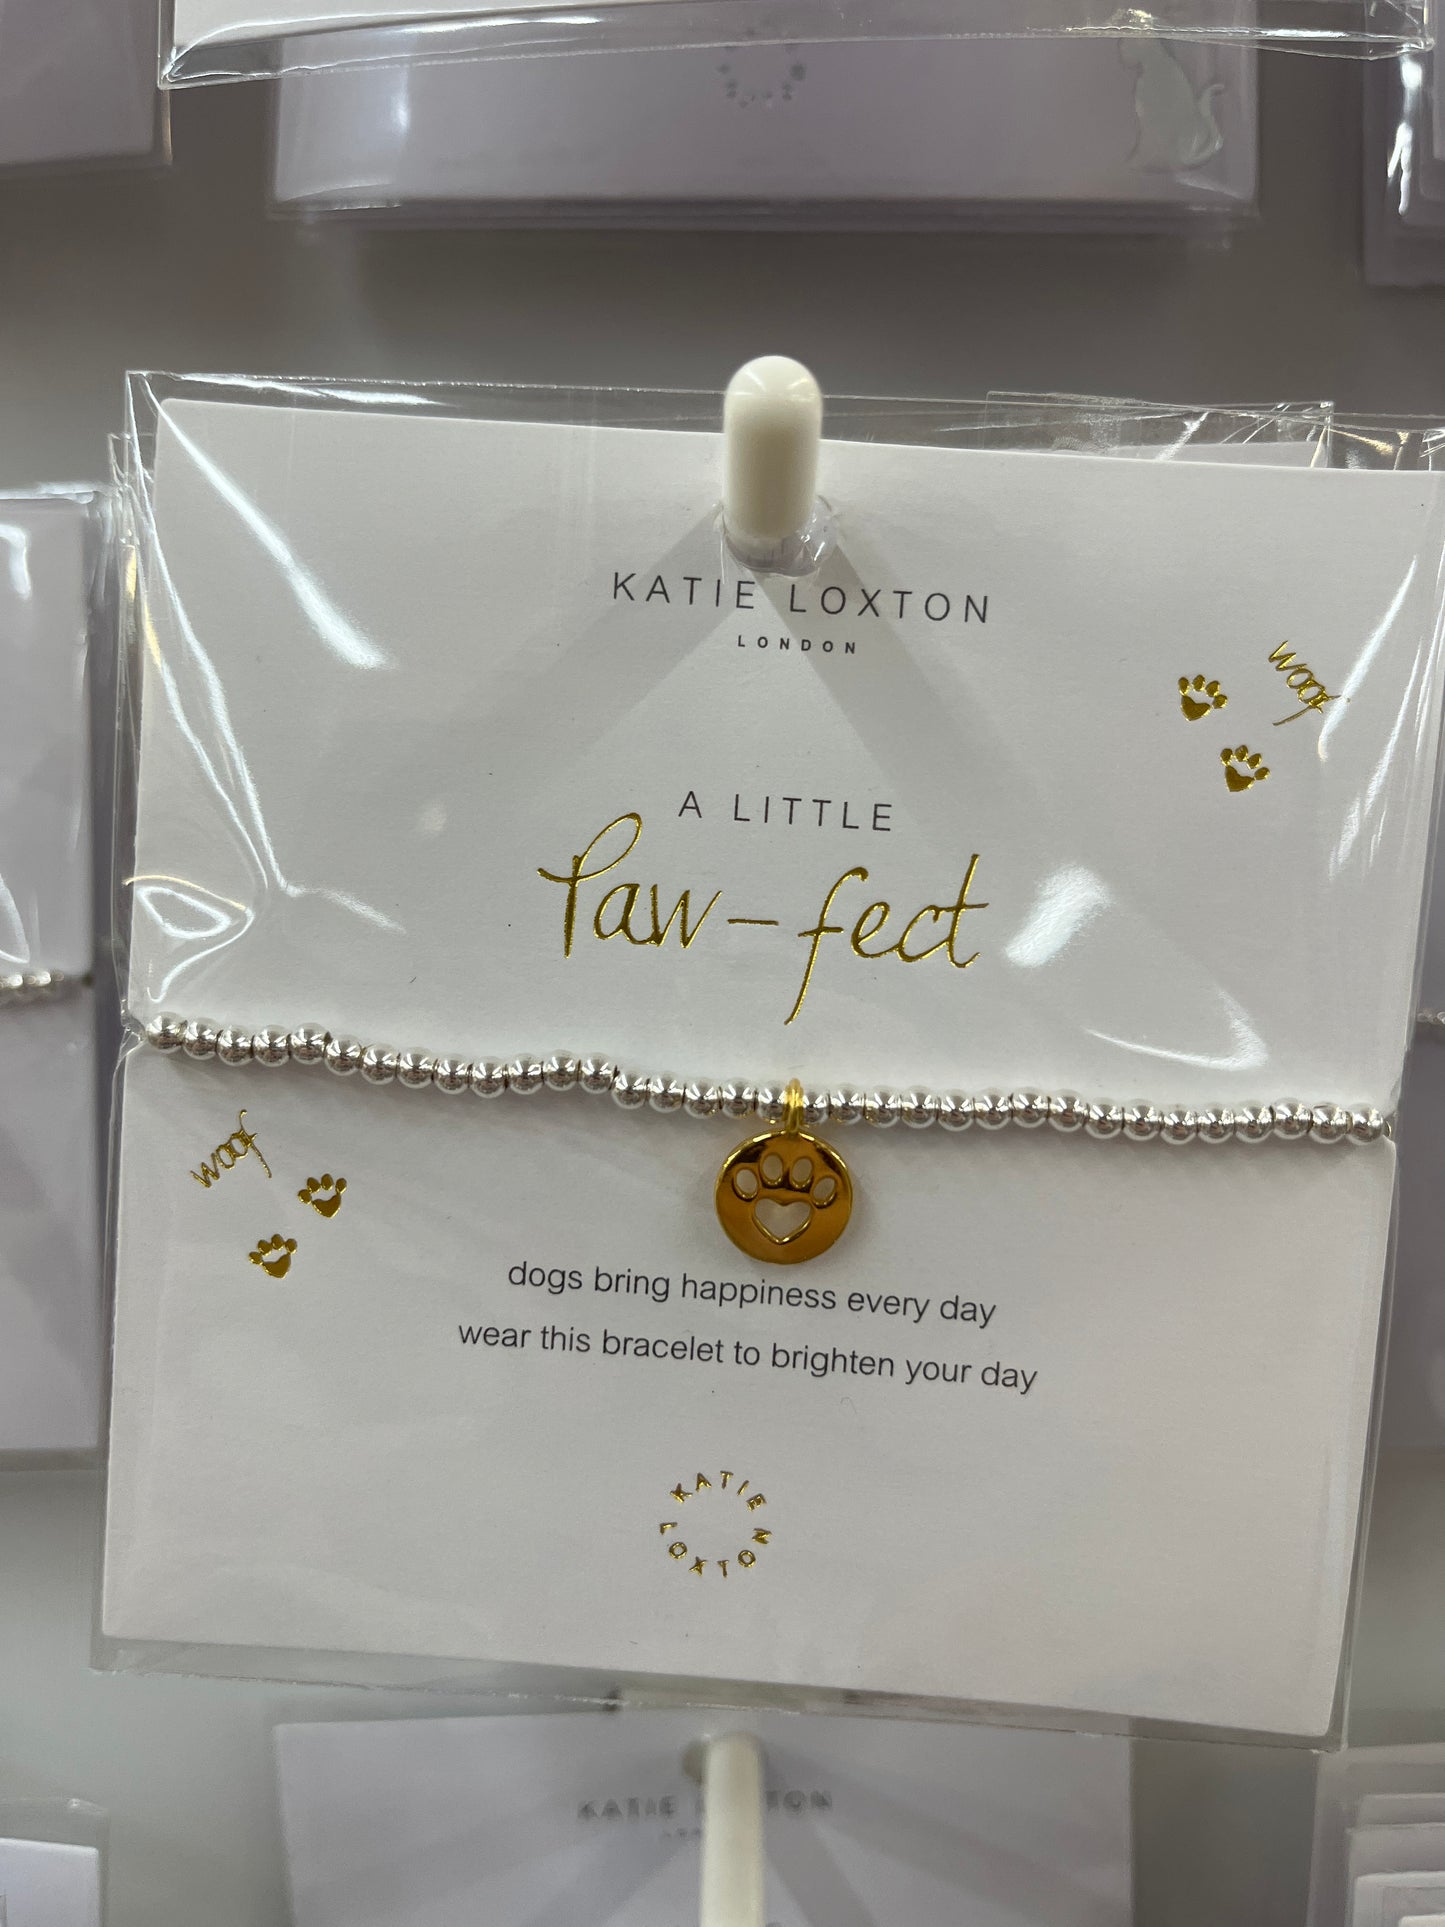 KATIE LOXTON
LONDON
woof
A LITTLE
Paw-fect
woof
dogs bring happiness every day
wear this bracelet to brighten your day
KATIE LOXTON
KATIE